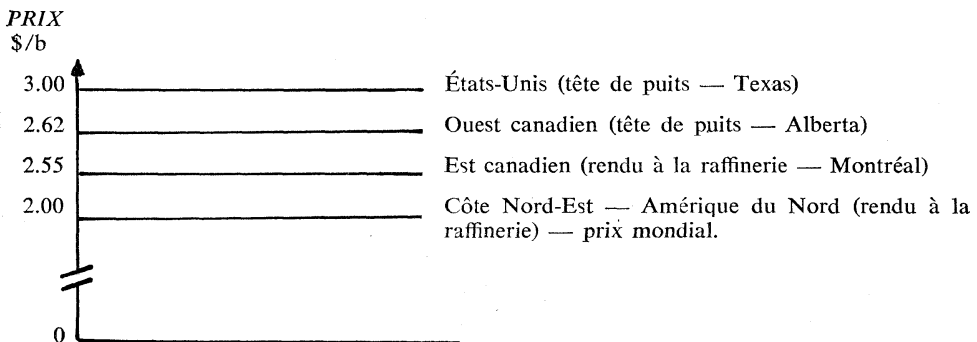 PRIX
$/b
3.00 États-Unis (tête de puits — Texas)
2.62 Ouest canadien (tête de puits — Alberta)
2.55 Est canadien (rendu à la raffinerie — Montréal)
2.00 Côte Nord-Est — Amérique du Nord (rendu à la
raffinerie) — prix mondial.
0